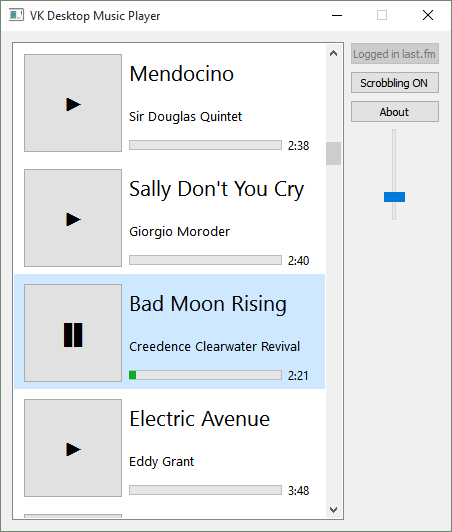 VK Desktop Music Player
Mendocino
Sir Douglas Quintet
2:38
Sally Don't You Cry
Giorgio Moroder
2:40
Bad Moon Rising
Creedence Clearwater Revival
2:21
Electric Avenue
Eddy Grant
3:48
Logged in last.fm
Scrobbling ON
About